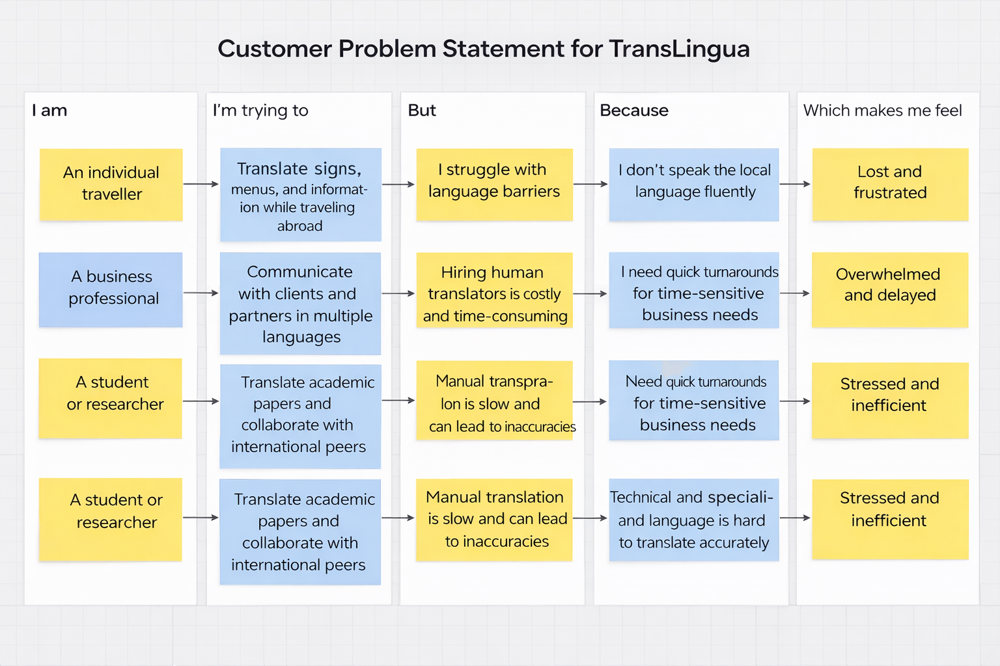 Customer Problem Statement for TransLingua
I am
I'm trying to
But
Because
Which makes me feel
An individual
traveller
Translate signs,
menus, and informat-
ion while traveling
abroad
I struggle with
language barriers
I don't speak the local
language fluently
Lost and
frustrated
A business
professional
Communicate
with clients and
partners in multiple
languages
Hiring human
translators is costly
and time-consuming
I need quick turnarounds
for time-sensitive
business needs
Overwhelmed
and delayed
A student
or researcher
Translate academic
papers and
collaborate with
international peers
Manual transpra-
lon is slow and
can lead to inaccuracies
Need quick turnarounds
for time-sensitive
business needs
Stressed and
inefficient
A student or
researcher
Translate academic
papers and
collaborate with
international peers
Manual translation
is slow and can lead
to inaccuracies
Technical and speciali-
and language is hard
to translate accurately
Stressed and
inefficient